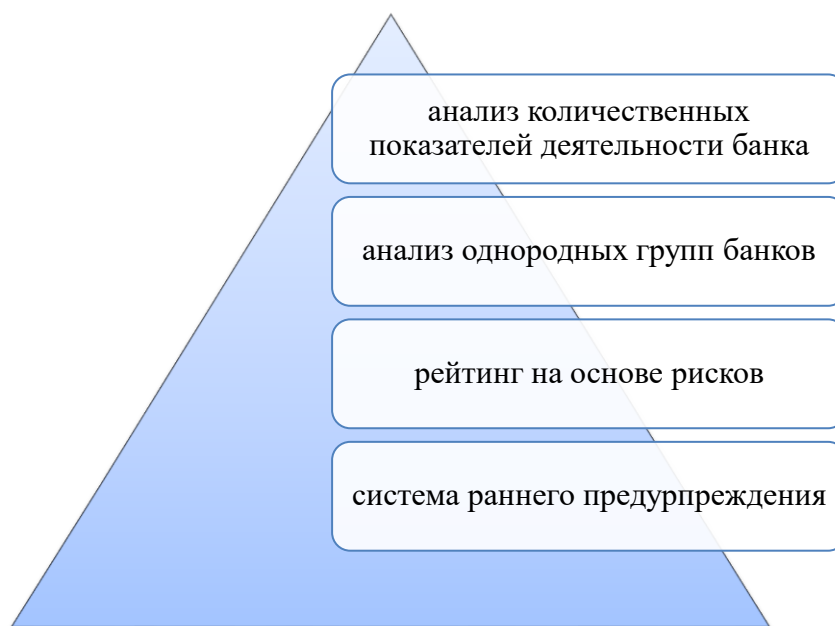 анализ количественных
показателей деятельности банка
анализ однородных групп банков
рейтинг на основе рисков
система раннего предурпреждения